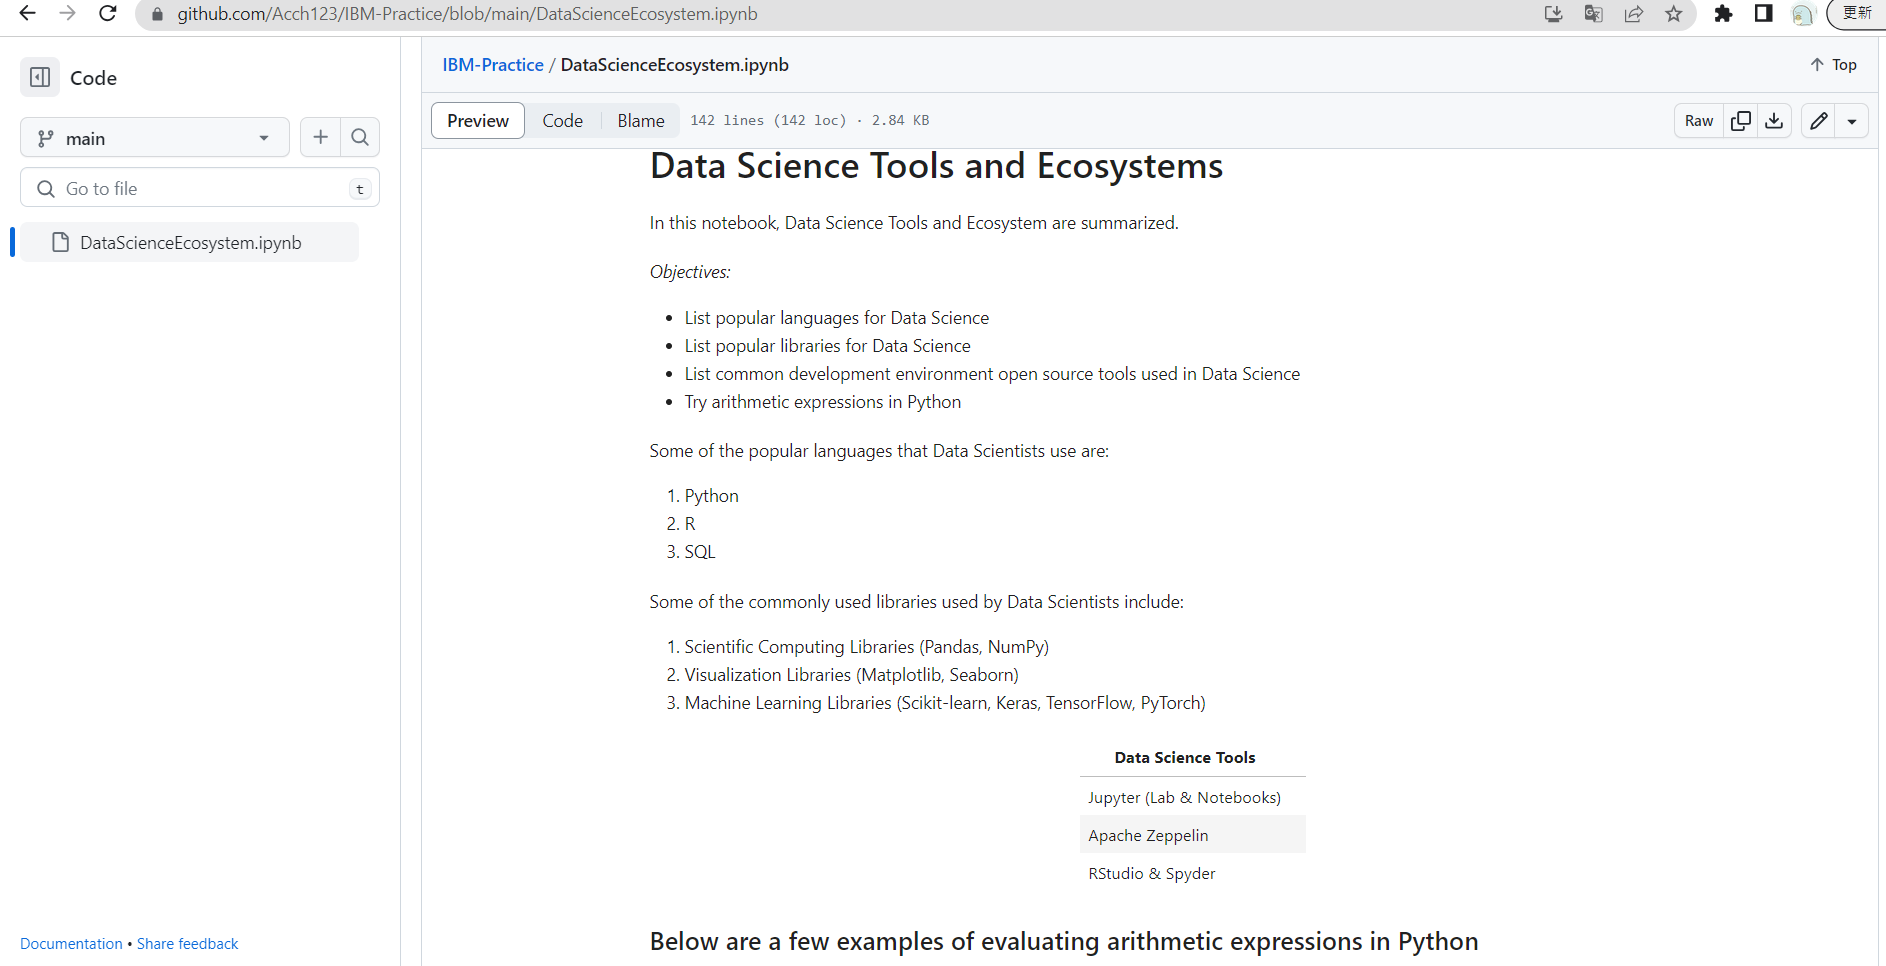 github.com/Acch123/IBM-Practice/blob/main/DataScienceEcosystem.ipynb
更新
Code
main
Go to file
t
DataScienceEcosystem.ipynb
Documentation • Share feedback
IBM-Practice / DataScienceEcosystem.ipynb
Top
Preview Code Blame 142 lines (142 loc) · 2.84 KB
Raw
Data Science Tools and Ecosystems
In this notebook, Data Science Tools and Ecosystem are summarized.
Objectives:
• List popular languages for Data Science
• List popular libraries for Data Science
• List common development environment open source tools used in Data Science
• Try arithmetic expressions in Python
Some of the popular languages that Data Scientists use are:
1. Python
2. R
3. SQL
Some of the commonly used libraries used by Data Scientists include:
1. Scientific Computing Libraries (Pandas, NumPy)
2. Visualization Libraries (Matplotlib, Seaborn)
3. Machine Learning Libraries (Scikit-learn, Keras, TensorFlow, PyTorch)
Data Science Tools
Jupyter (Lab & Notebooks)
Apache Zeppelin
RStudio & Spyder
Below are a few examples of evaluating arithmetic expressions in Python